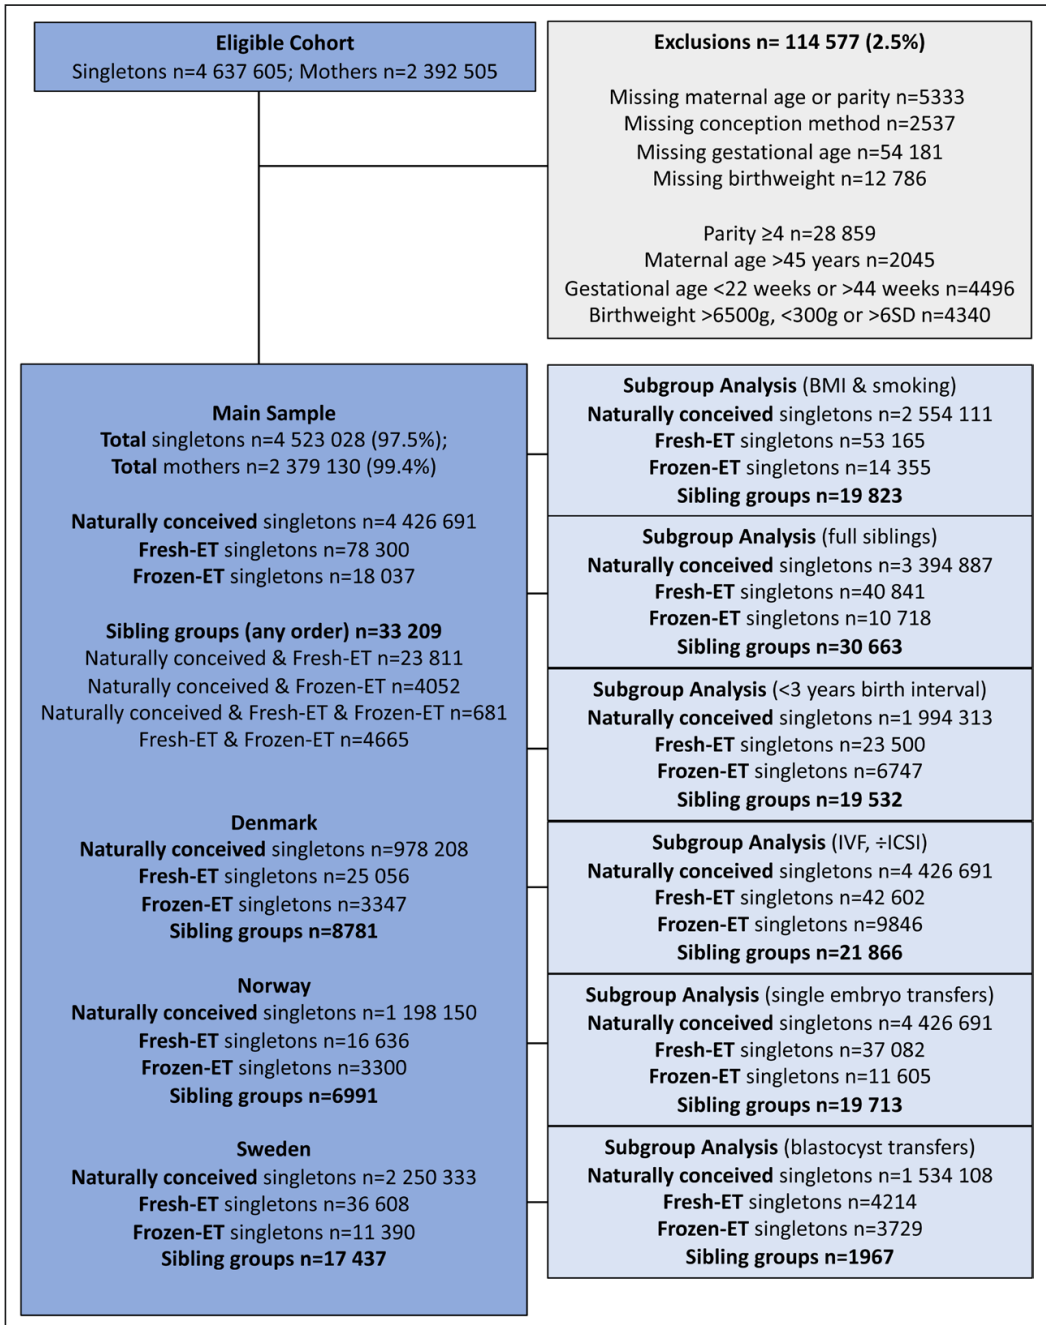 Eligible Cohort
Singletons n=4 637 605; Mothers n=2 392 505
Exclusions n= 114 577 (2.5%)
Missing maternal age or parity n=5333
Missing conception method n=2537
Missing gestational age n=54 181
Missing birthweight n=12 786
Parity ≥4 n=28 859
Maternal age >45 years n=2045
Gestational age <22 weeks or >44 weeks n=4496
Birthweight >6500g, <300g or >6SD n=4340
Main Sample
Total singletons n=4 523 028 (97.5%);
Total mothers n=2 379 130 (99.4%)
Naturally conceived singletons n=4 426 691
Fresh-ET singletons n=78 300
Frozen-ET singletons n=18 037
Sibling groups (any order) n=33 209
Naturally conceived & Fresh-ET n=23 811
Naturally conceived & Frozen-ET n=4052
Naturally conceived & Fresh-ET & Frozen-ET n=681
Fresh-ET & Frozen-ET n=4665
Denmark
Naturally conceived singletons n=978 208
Fresh-ET singletons n=25 056
Frozen-ET singletons n=3347
Sibling groups n=8781
Norway
Naturally conceived singletons n=1 198 150
Fresh-ET singletons n=16 636
Frozen-ET singletons n=3300
Sibling groups n=6991
Sweden
Naturally conceived singletons n=2 250 333
Fresh-ET singletons n=36 608
Frozen-ET singletons n=11 390
Sibling groups n=17 437
Subgroup Analysis (BMI & smoking)
Naturally conceived singletons n=2 554 111
Fresh-ET singletons n=53 165
Frozen-ET singletons n=14 355
Sibling groups n=19 823
Subgroup Analysis (full siblings)
Naturally conceived singletons n=3 394 887
Fresh-ET singletons n=40 841
Frozen-ET singletons n=10 718
Sibling groups n=30 663
Subgroup Analysis (<3 years birth interval)
Naturally conceived singletons n=1 994 313
Fresh-ET singletons n=23 500
Frozen-ET singletons n=6747
Sibling groups n=19 532
Subgroup Analysis (IVF, ÷ICSI)
Naturally conceived singletons n=4 426 691
Fresh-ET singletons n=42 602
Frozen-ET singletons n=9846
Sibling groups n=21 866
Subgroup Analysis (single embryo transfers)
Naturally conceived singletons n=4 426 691
Fresh-ET singletons n=37 082
Frozen-ET singletons n=11 605
Sibling groups n=19 713
Subgroup Analysis (blastocyst transfers)
Naturally conceived singletons n=1 534 108
Fresh-ET singletons n=4214
Frozen-ET singletons n=3729
Sibling groups n=1967